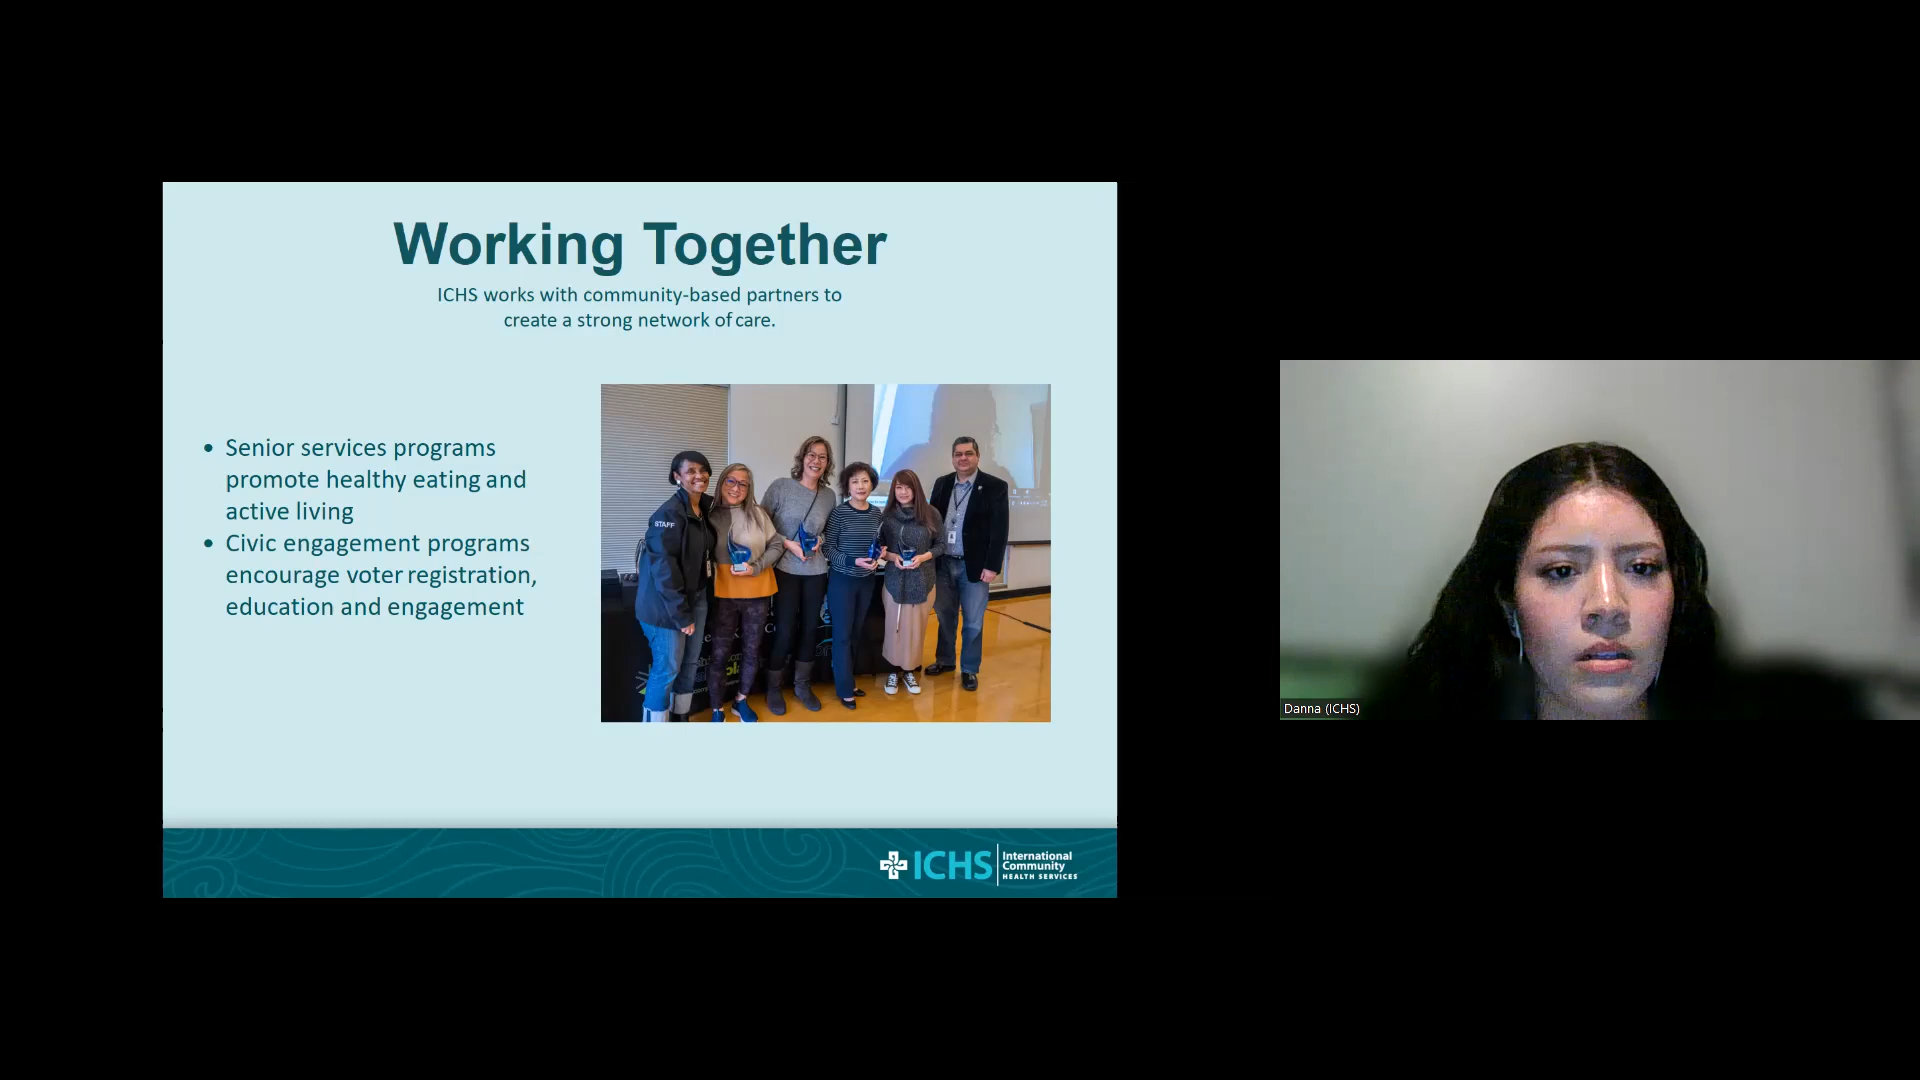 Working Together
ICHS works with community-based partners to
create a strong network of care.
• Senior services programs
promote healthy eating and
active living
• Civic engagement programs
encourage voter registration,
education and engagement
STAFF
ICHS International
Community
HEALTH SERVICES
Danna (ICHS)